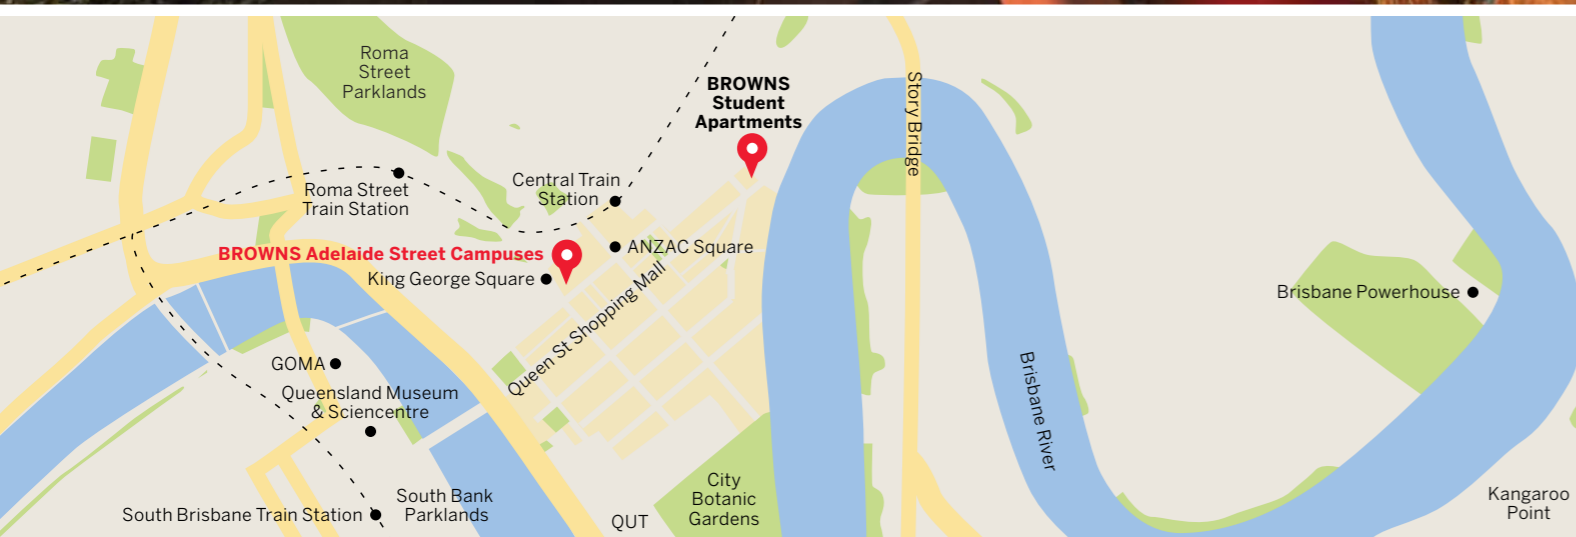 Roma
Street
Parklands
BROWNS
Student
Apartments
Story Bridge
Central Train
Station
Roma Street
Train Station
BROWNS Adelaide Street Campuses
ANZAC Square
King George Square
Queen St Shopping Mall
Brisbane Powerhouse
GOMA
Queensland Museum
& Sciencentre
Brisbane River
South Brisbane Train Station
South Bank
Parklands
QUT
City
Botanic
Gardens
Kangaroo
Point